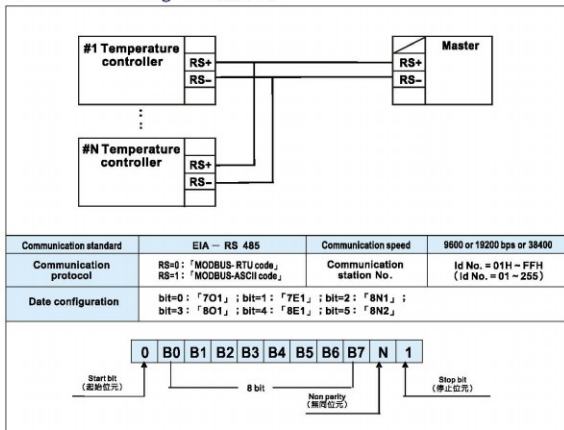 #1 Temperature
controller
RS+
RS−
#N Temperature
controller
RS+
RS−
Master
RS+
RS−
Communication standard
EIA － RS 485
Communication speed
9600 or 19200 bps or 38400
Communication
protocol
RS=0：「MODBUS-RTU code」
RS=1：「MODBUS-ASCII code」
Communication
station No.
Id No. = 01H ~ FFH
( id No. = 01 ~ 255)
Date configuration
bit=0：「7O1」；bit=1：「7E1」；bit=2：「8N1」；
bit=3：「8O1」；bit=4：「8E1」；bit=5：「8N2」
0 B0 B1 B2 B3 B4 B5 B6 B7 N 1
Start bit
(起始位元)
8 bit
Non parity
(無同位元)
Stop bit
(停止位元)